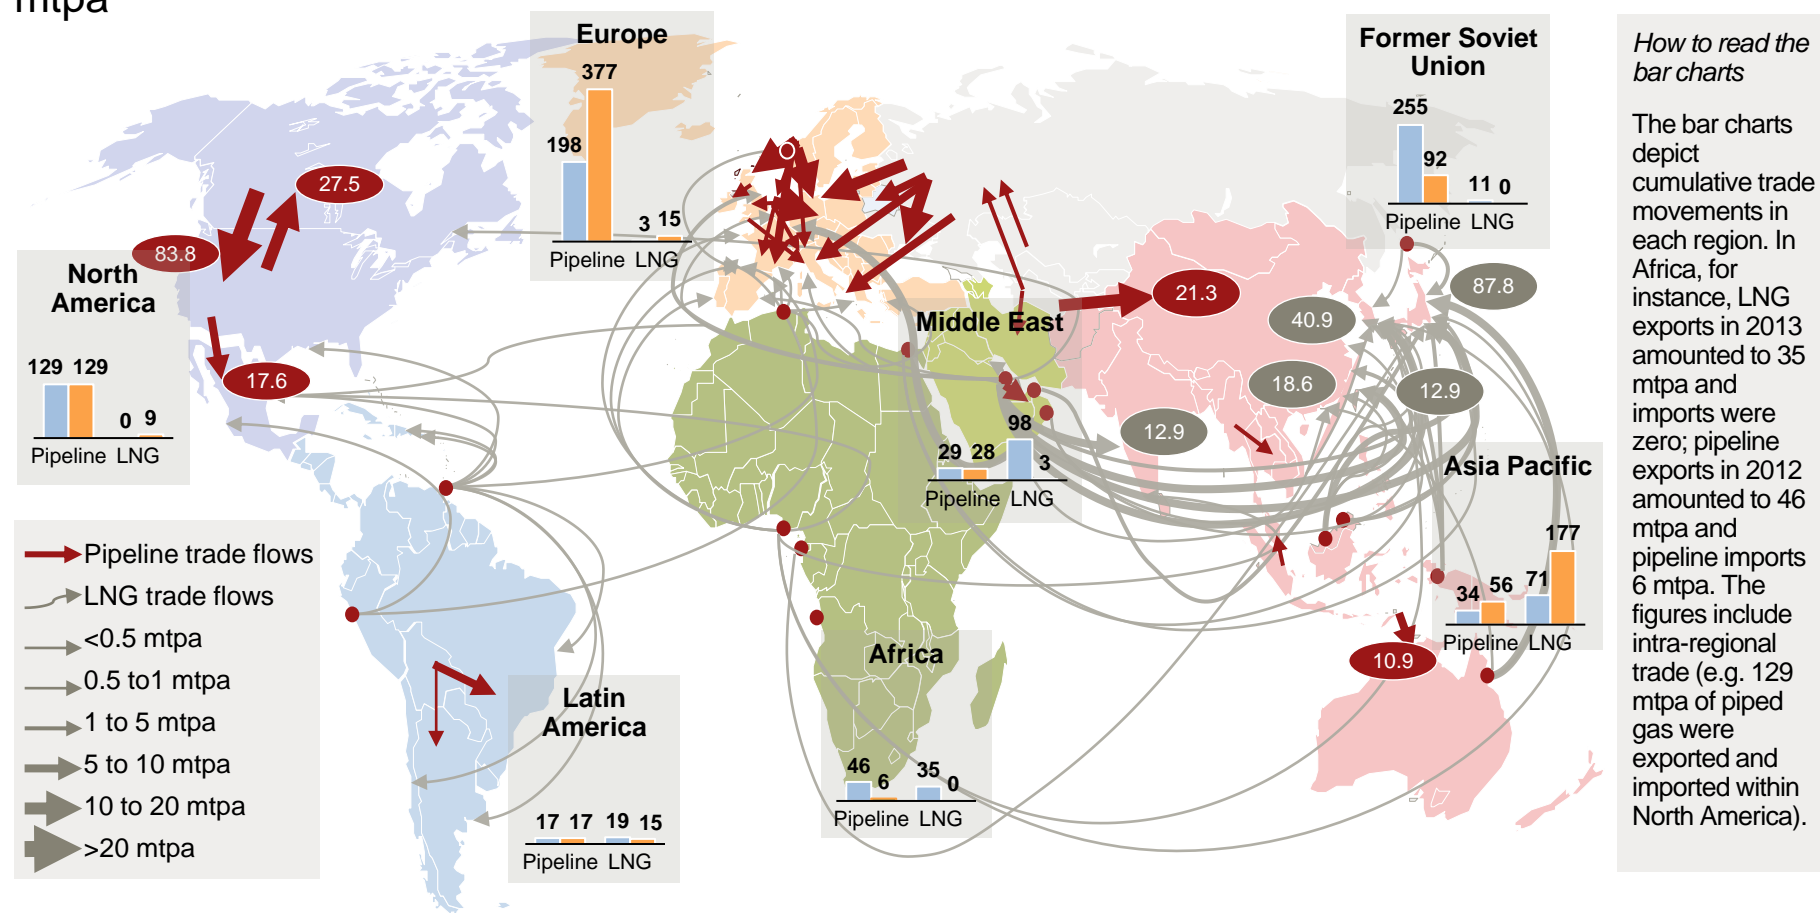 mtpa
Europe
377
198
3 15
Pipeline LNG
Former Soviet
Union
255
92
11 0
Pipeline LNG
How to read the
bar charts
The bar charts
depict
cumulative trade
movements in
each region. In
Africa, for
instance, LNG
exports in 2013
amounted to 35
mtpa and
imports were
zero; pipeline
exports in 2012
amounted to 46
mtpa and
pipeline imports
6 mtpa. The
figures include
intra-regional
trade (e.g. 129
mtpa of piped
gas were
exported and
imported within
North America).
27.5
83.8
North
America
129 129
0 9
Pipeline LNG
17.6
21.3
87.8
40.9
18.6
12.9
12.9
Middle East
98
29 28
3
Pipeline LNG
Asia Pacific
177
34 56 71
Pipeline LNG
10.9
Pipeline trade flows
LNG trade flows
<0.5 mtpa
0.5 to1 mtpa
1 to 5 mtpa
5 to 10 mtpa
10 to 20 mtpa
>20 mtpa
Latin
America
17 17 19 15
Pipeline LNG
Africa
46
6
35
0
Pipeline LNG